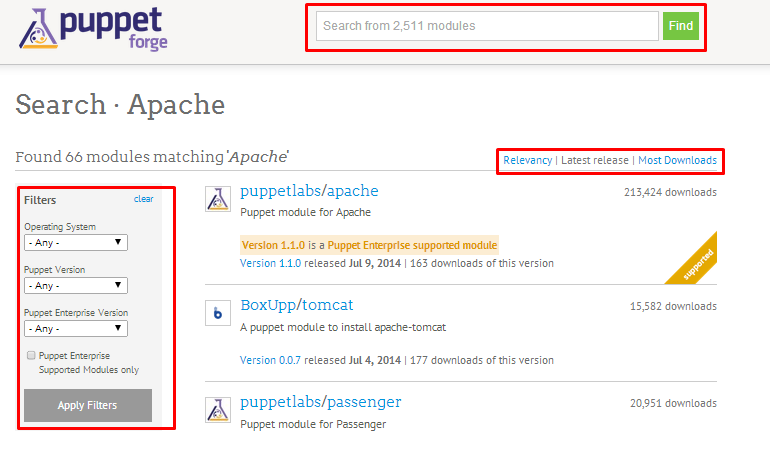 puppet
forge
Search from 2,511 modules
Find
Search · Apache
Found 66 modules matching 'Apache'
Relevancy | Latest release | Most Downloads
Filters
clear
Operating System
- Any -
Puppet Version
- Any -
Puppet Enterprise Version
- Any -
Puppet Enterprise
Supported Modules only
Apply Filters
puppetlabs/apache
213,424 downloads
Puppet module for Apache
Version 1.1.0 is a Puppet Enterprise supported module
Version 1.1.0 released Jul 9, 2014 | 163 downloads of this version
supported
BoxUpp/tomcat
15,582 downloads
A puppet module to install apache-tomcat
Version 0.0.7 released Jul 4, 2014 | 177 downloads of this version
puppetlabs/passenger
20,951 downloads
Puppet module for Passenger